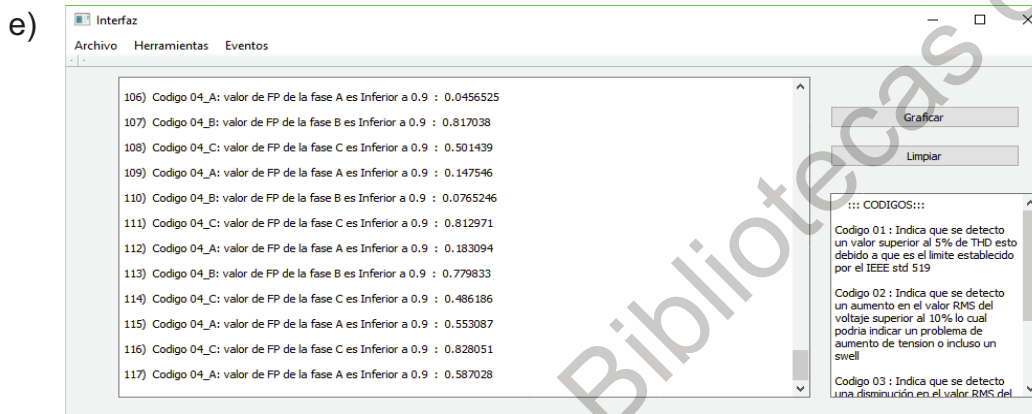 e)
Interfaz
Archivo Herramientas Eventos
106) Codigo 04_A: valor de FP de la fase A es Inferior a 0.9 : 0.0456525
107) Codigo 04_B: valor de FP de la fase B es Inferior a 0.9 : 0.817038
108) Codigo 04_C: valor de FP de la fase C es Inferior a 0.9 : 0.501439
109) Codigo 04_A: valor de FP de la fase A es Inferior a 0.9 : 0.147546
110) Codigo 04_B: valor de FP de la fase B es Inferior a 0.9 : 0.0765246
111) Codigo 04_C: valor de FP de la fase C es Inferior a 0.9 : 0.812971
112) Codigo 04_A: valor de FP de la fase A es Inferior a 0.9 : 0.183094
113) Codigo 04_B: valor de FP de la fase B es Inferior a 0.9 : 0.779833
114) Codigo 04_C: valor de FP de la fase C es Inferior a 0.9 : 0.486186
115) Codigo 04_A: valor de FP de la fase A es Inferior a 0.9 : 0.553087
116) Codigo 04_C: valor de FP de la fase C es Inferior a 0.9 : 0.828051
117) Codigo 04_A: valor de FP de la fase A es Inferior a 0.9 : 0.587028
Graficar
Limpiar
::: CODIGOS:::
Codigo 01 : Indica que se detecto
un valor superior al 5% de THD esto
debido a que es el limite establecido
por el IEEE std 519
Codigo 02 : Indica que se detecto
un aumento en el valor RMS del
voltaje superior al 10% lo cual
podria indicar un problema de
aumento de tension o incluso un
swell
Codigo 03 : Indica que se detecto
una disminución en el valor RMS del
Bibliotecas